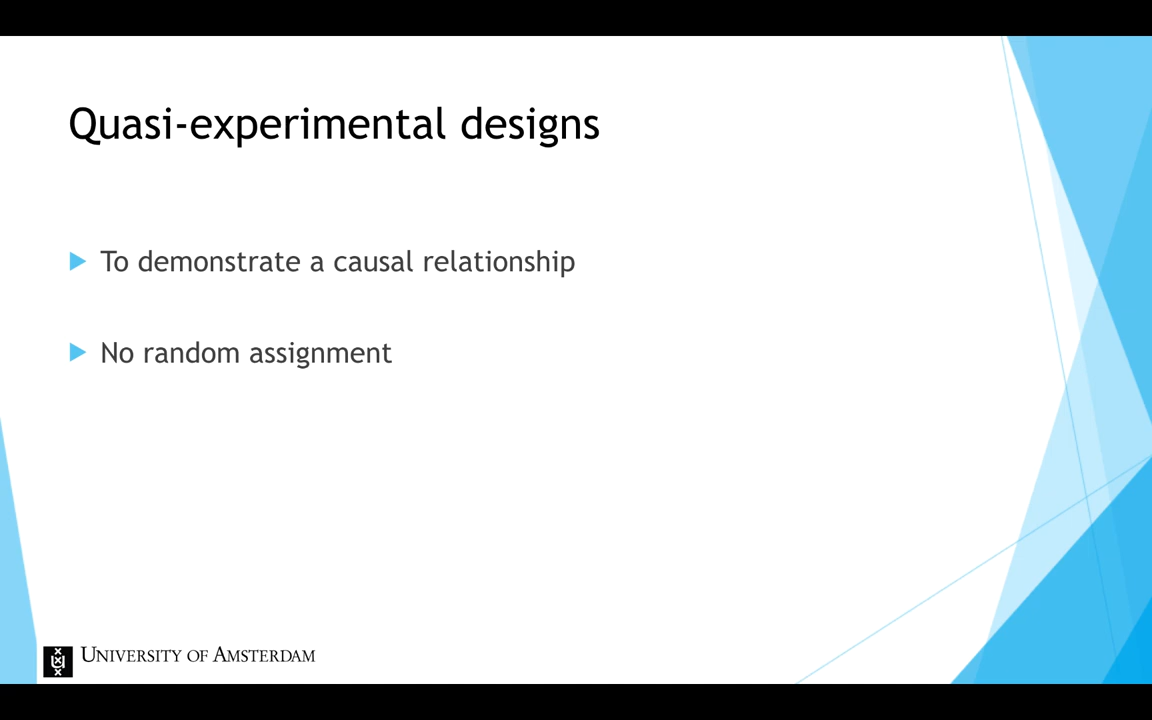 Quasi-experimental designs
To demonstrate a causal relationship
No random assignment
UNIVERSITY OF AMSTERDAM